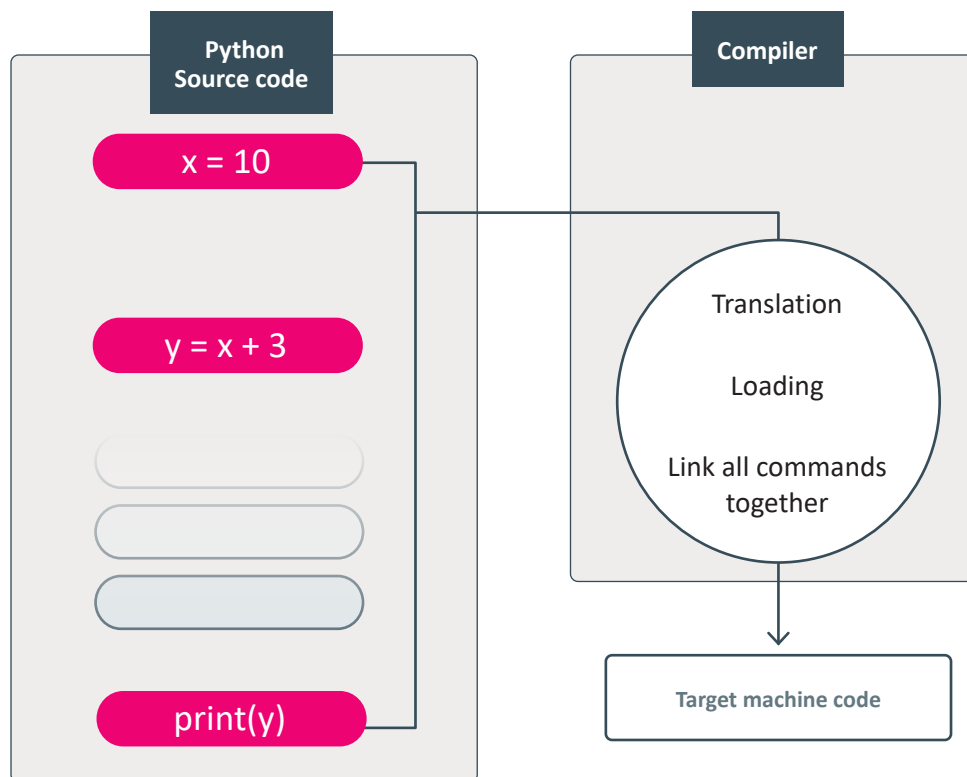 Python
Source code
x = 10
y = x + 3
print(y)
Compiler
Translation
Loading
Link all commands
together
Target machine code